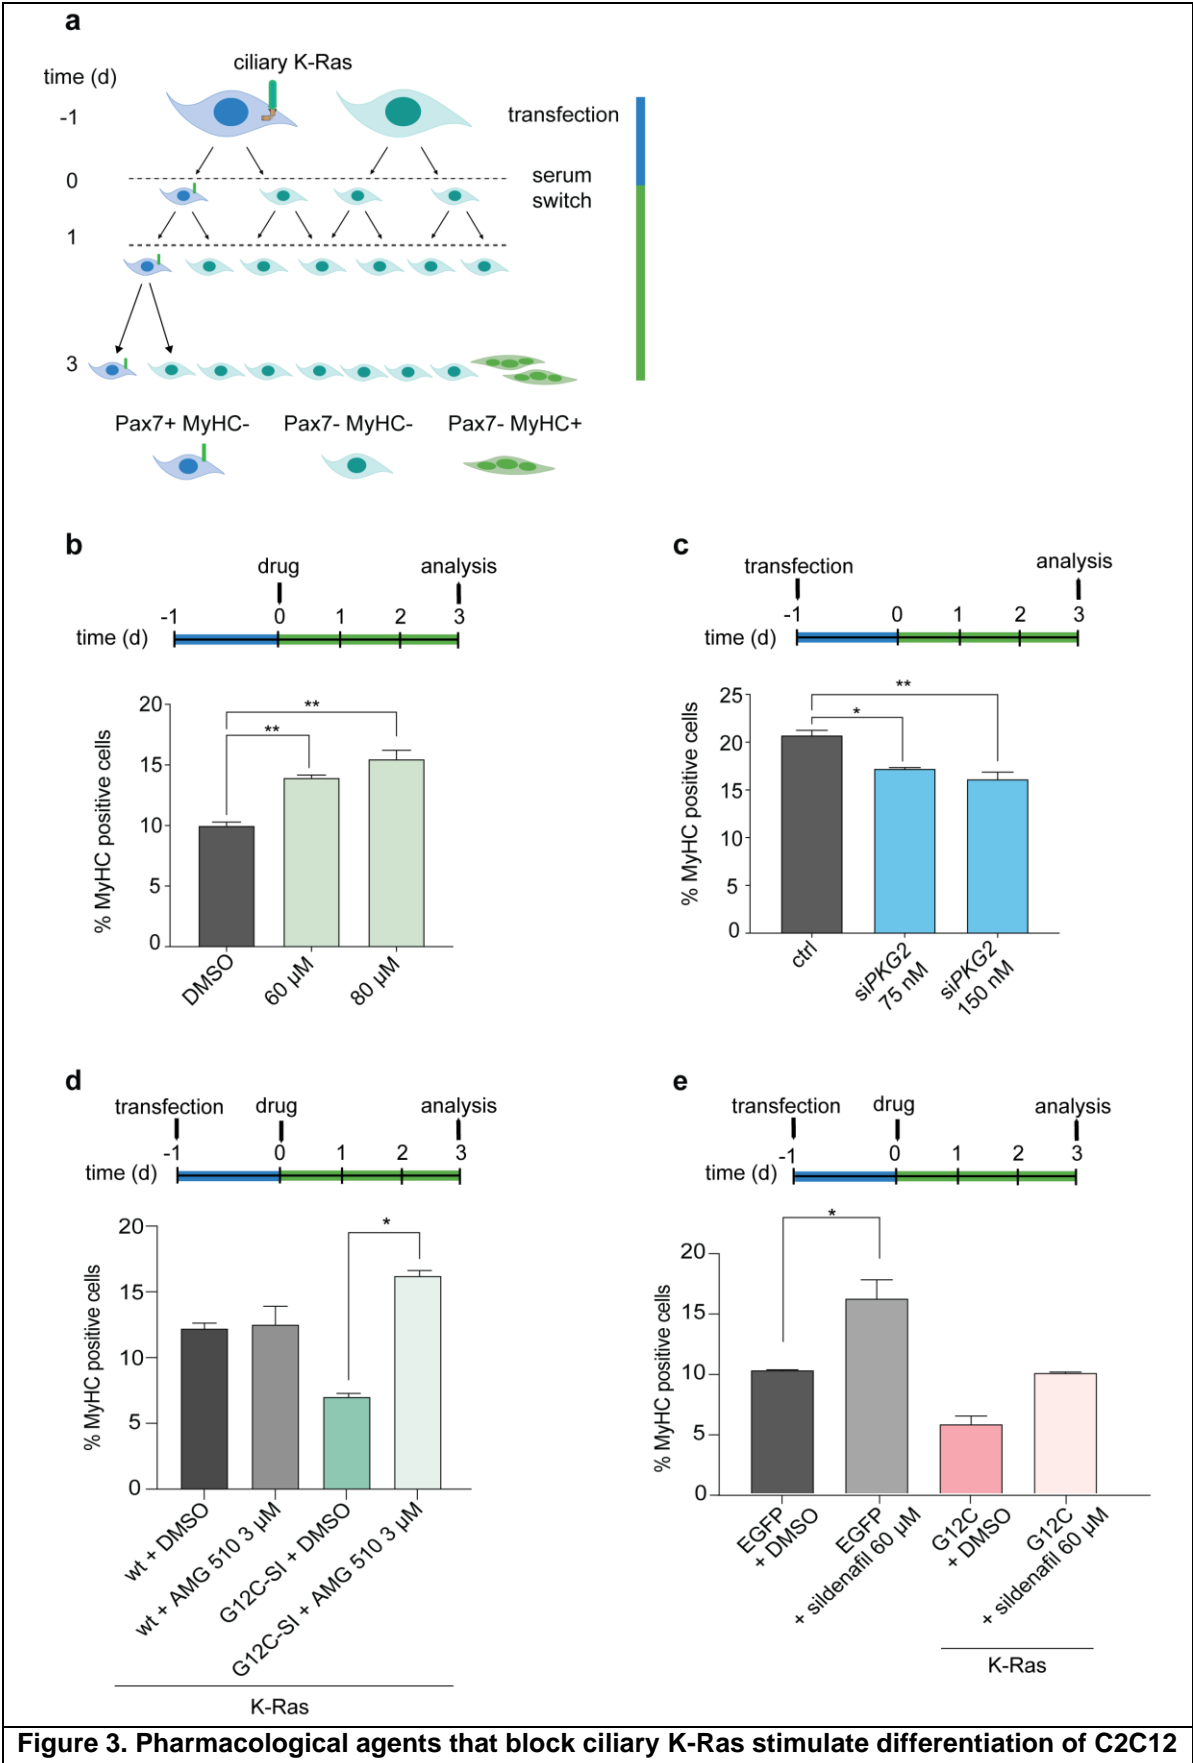 a
ciliary K-Ras
time (d)
-1
transfection
0
serum
switch
1
3
Pax7+ MyHC- Pax7- MyHC- Pax7- MyHC+
b
drug analysis
-1 0 1 2 3
time (d)
% MyHC positive cells
20
15
10
5
0
** 
**
DMSO
60 µM
80 µM
c
transfection analysis
-1 0 1 2 3
time (d)
% MyHC positive cells
25
20
15
10
5
0
**
*
ctrl
siPKG2
75 nM
siPKG2
150 nM
d
transfection drug analysis
-1 0 1 2 3
time (d)
% MyHC positive cells
20
15
10
5
0
*
wt + DMSO
wt + AMG 510 3 µM
G12C-SI + DMSO
G12C-SI + AMG 510 3 µM
K-Ras
e
transfection drug analysis
-1 0 1 2 3
time (d)
% MyHC positive cells
20
15
10
5
0
*
EGFP
+ DMSO
EGFP
+ sildenafil 60 µM
G12C
+ DMSO
G12C
+ sildenafil 60 µM
K-Ras
Figure 3. Pharmacological agents that block ciliary K-Ras stimulate differentiation of C2C12